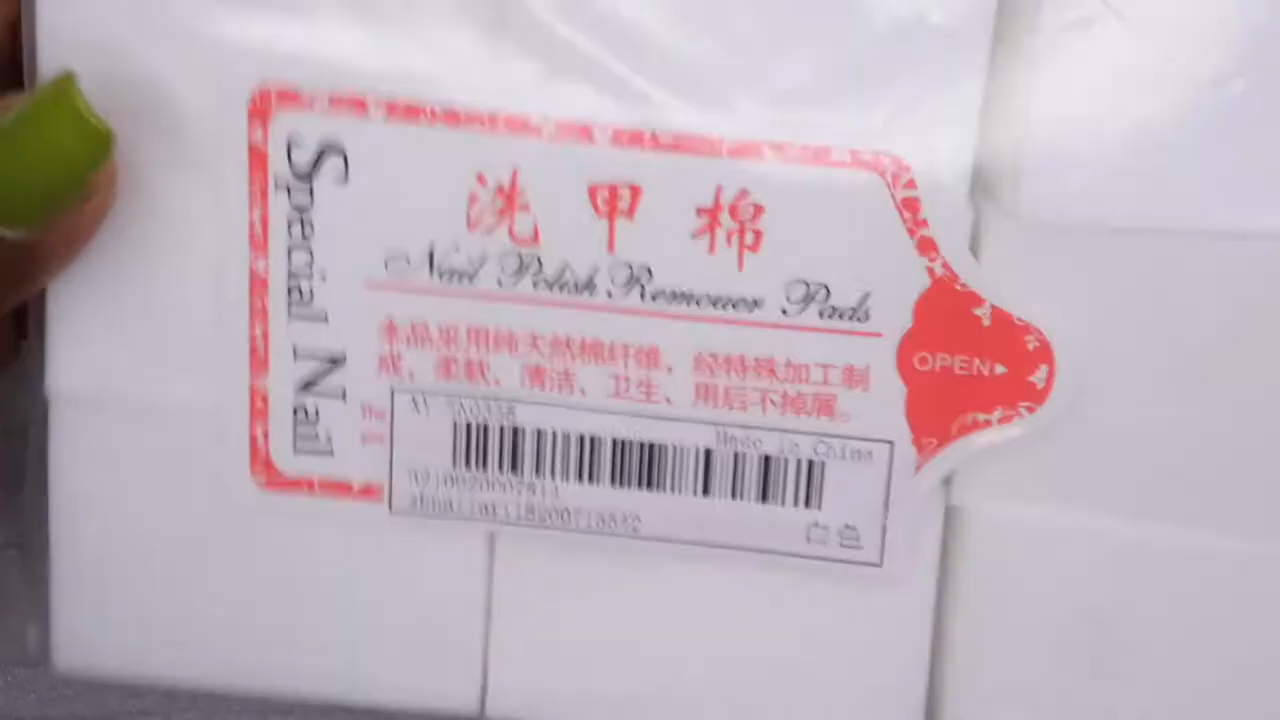 Special Nail
洗甲棉
Nail Polish Remover Pads
本品采用纯天然棉纤维，经特殊加工制
成，柔软、清洁、卫生、用后不掉屑。
OPEN
Made in China
白色